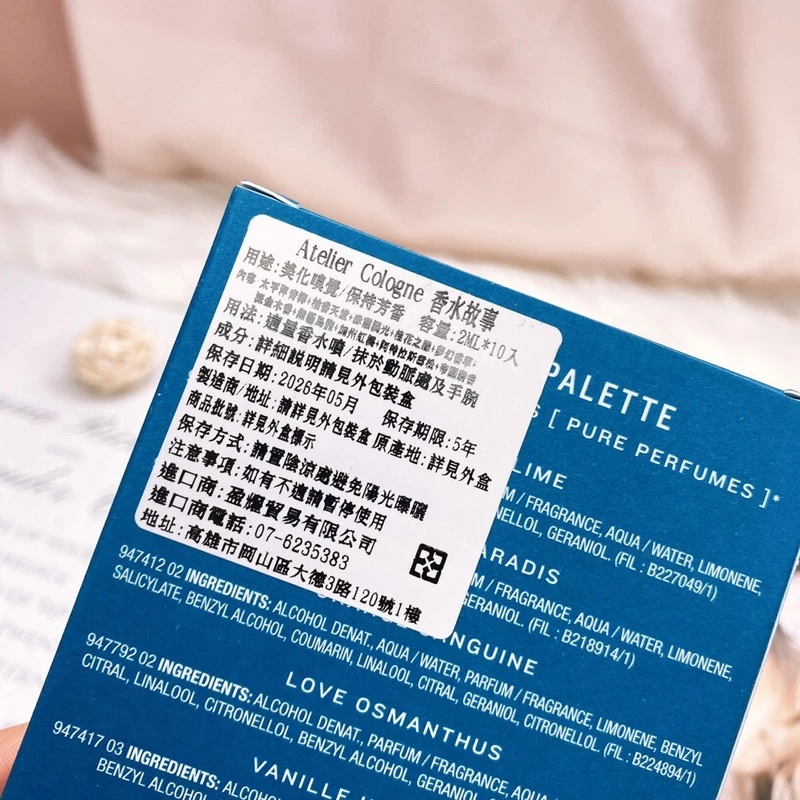 Atelier Cologne 香水故事
用途:美化嗅覺/保持芳香 容量:2ML*10入
用法:適量香水噴/抹於動脈處及手腕
成分:詳細說明請見外包裝盒
保存日期:2026年05月 保存期限:5年
製造商/地址:請詳見外包裝盒 原產地:詳見外盒
商品批號:詳見外盒標示
保存方式:請置陰涼處避免陽光曝曬
注意事項:如有不適請暫停使用
進口商:盈耀貿易有限公司
進口商電話:07-6235383
地址:高雄市岡山區大德3路120號1樓
PALETTE
S [ PURE PERFUMES ]*
LIME
/ FRAGRANCE, AQUA / WATER, LIMONENE,
GERANIOL. (FIL : B227049/1)
PARADIS
/ FRAGRANCE, AQUA / WATER, LIMONENE,
GERANIOL. (FIL : B218914/1)
947412 02 INGREDIENTS: ALCOHOL DENAT., AQUA / WATER, PARFUM / FRAGRANCE, LIMONENE, BENZYL
SALICYLATE, BENZYL ALCOHOL, COUMARIN, LINALOOL, CITRAL, GERANIOL, CITRONELLOL. (FIL : B224894/1)
LOVE OSMANTHUS
947792 02 INGREDIENTS: ALCOHOL DENAT., PARFUM / FRAGRANCE, AQUA
CITRAL, LINALOOL, CITRONELLOL, BENZYL ALCOHOL, GERANIOL
VANILLE
947417 03 INGREDIENTS: ALCOHOL
BENZYL ALCOHOL,